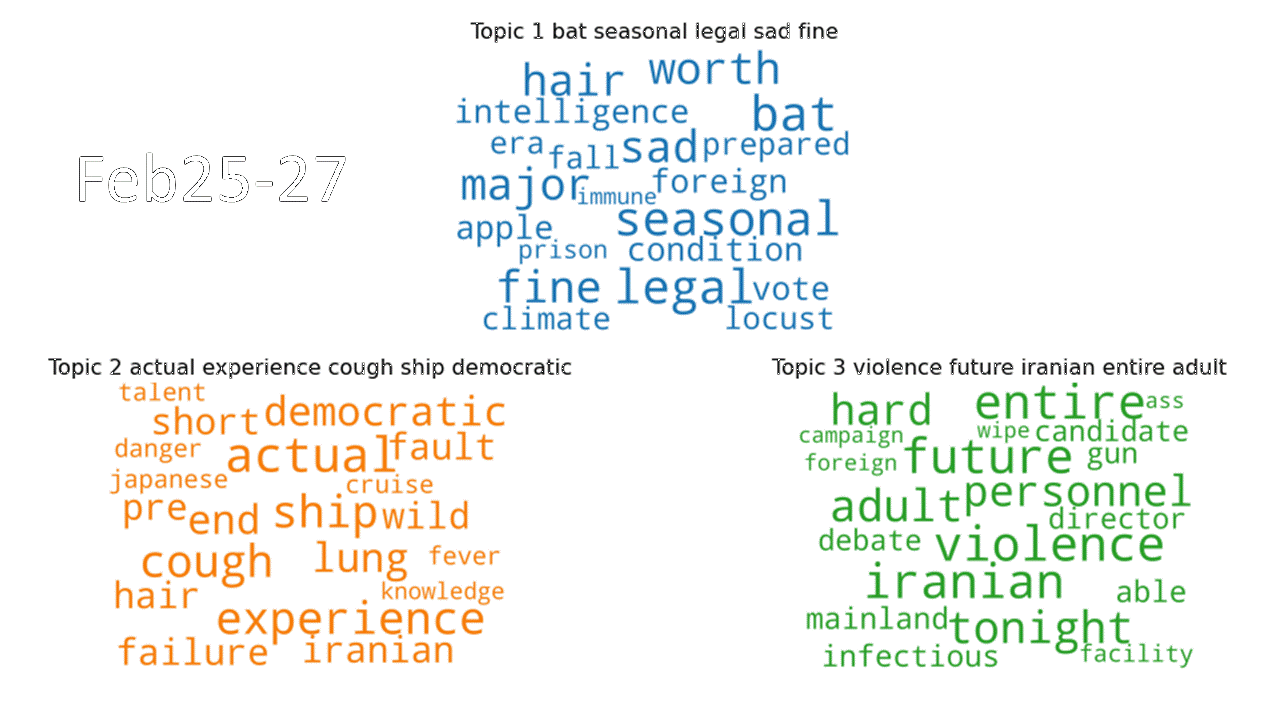 Topic 1 bat seasonal legal sad fine
hair worth
intelligence bat
era fall sad prepared
major immune foreign
apple seasonal
prison condition
fine legal vote
climate locust
Feb25-27
Topic 2 actual experience cough ship democratic
talent
short democratic
danger actual fault
japanese cruise
pre end ship wild
cough lung fever
hair knowledge
experience
failure iranian
Topic 3 violence future iranian entire adult
hard entire ass
campaign wipe candidate
foreign future gun
adult personnel
director
debate violence
iranian able
mainland tonight
infectious facility